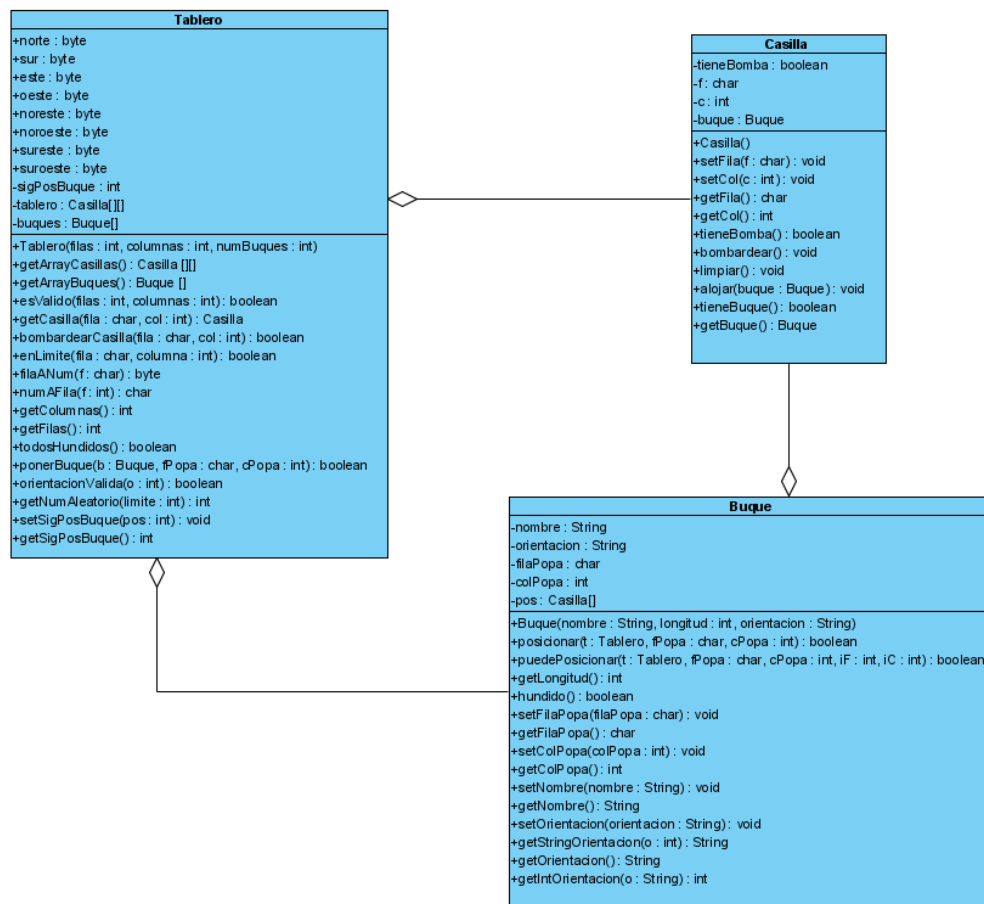 Tablero
+norte : byte
+sur : byte
+este : byte
+oeste : byte
+noreste : byte
+noroeste : byte
+sureste : byte
+suroeste : byte
-sigPosBuque : int
-tablero : Casilla[][]
-buques : Buque[]
+Tablero(filas : int, columnas : int, numBuques : int)
+getArrayCasillas() : Casilla [][]
+getArrayBuques() : Buque []
+esValido(filas : int, columnas : int) : boolean
+getCasilla(fila : char, col : int) : Casilla
+bombardearCasilla(fila : char, col : int) : boolean
+enLimite(fila : char, columna : int) : boolean
+filaANum(f : char) : byte
+numAFila(f : int) : char
+getColumnas() : int
+getFilas() : int
+todosHundidos() : boolean
+ponerBuque(b : Buque, fPopa : char, cPopa : int) : boolean
+orientacionValida(o : int) : boolean
+getNumAleatorio(limite : int) : int
+setSigPosBuque(pos : int) : void
+getSigPosBuque() : int
Casilla
-tieneBomba : boolean
-f : char
-c : int
-buque : Buque
+Casilla()
+setFila(f : char) : void
+setCol(c : int) : void
+getFila() : char
+getCol() : int
+tieneBomba() : boolean
+bombardear() : void
+limpiar() : void
+alojar(buque : Buque) : void
+tieneBuque() : boolean
+getBuque() : Buque
Buque
-nombre : String
-orientacion : String
-filaPopa : char
-colPopa : int
-pos : Casilla[]
+Buque(nombre : String, longitud : int, orientacion : String)
+posicionar(t : Tablero, fPopa : char, cPopa : int) : boolean
+puedePosicionar(t : Tablero, fPopa : char, cPopa : int, iF : int, iC : int) : boolean
+getLongitud() : int
+hundido() : boolean
+setFilaPopa(filaPopa : char) : void
+getFilaPopa() : char
+setColPopa(colPopa : int) : void
+getColPopa() : int
+setNombre(nombre : String) : void
+getNombre() : String
+setOrientacion(orientacion : String) : void
+getStringOrientacion(o : int) : String
+getOrientacion() : String
+getIntOrientacion(o : String) : int